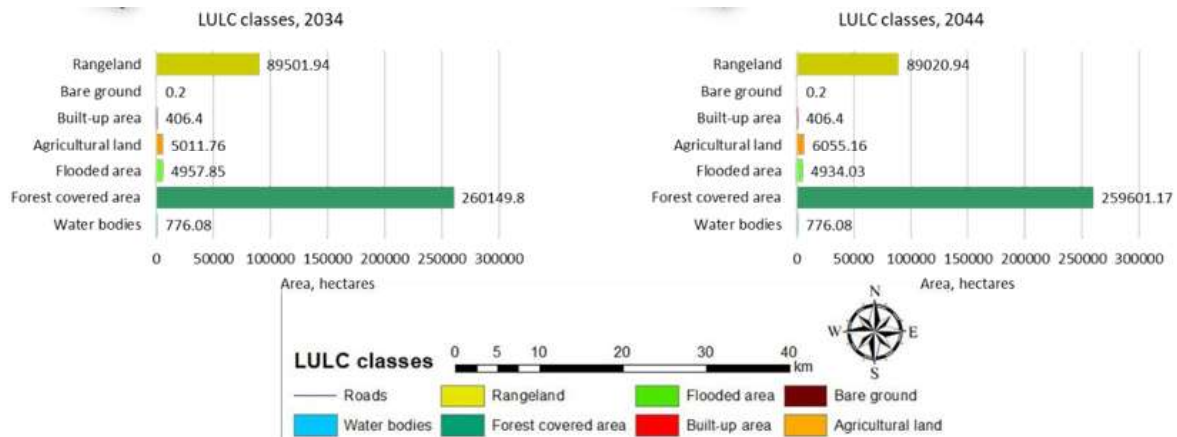 LULC classes, 2034
Rangeland 89501.94
Bare ground 0.2
Built-up area 406.4
Agricultural land 5011.76
Flooded area 4957.85
Forest covered area 260149.8
Water bodies 776.08
0 50000 100000 150000 200000 250000 300000
Area, hectares
LULC classes, 2044
Rangeland 89020.94
Bare ground 0.2
Built-up area 406.4
Agricultural land 6055.16
Flooded area 4934.03
Forest covered area 259601.17
Water bodies 776.08
0 50000 100000 150000 200000 250000 300000
Area, hectares
N
W E
S
LULC classes
0 5 10 20 30 40
km
Roads Rangeland Flooded area Bare ground
Water bodies Forest covered area Built-up area Agricultural land